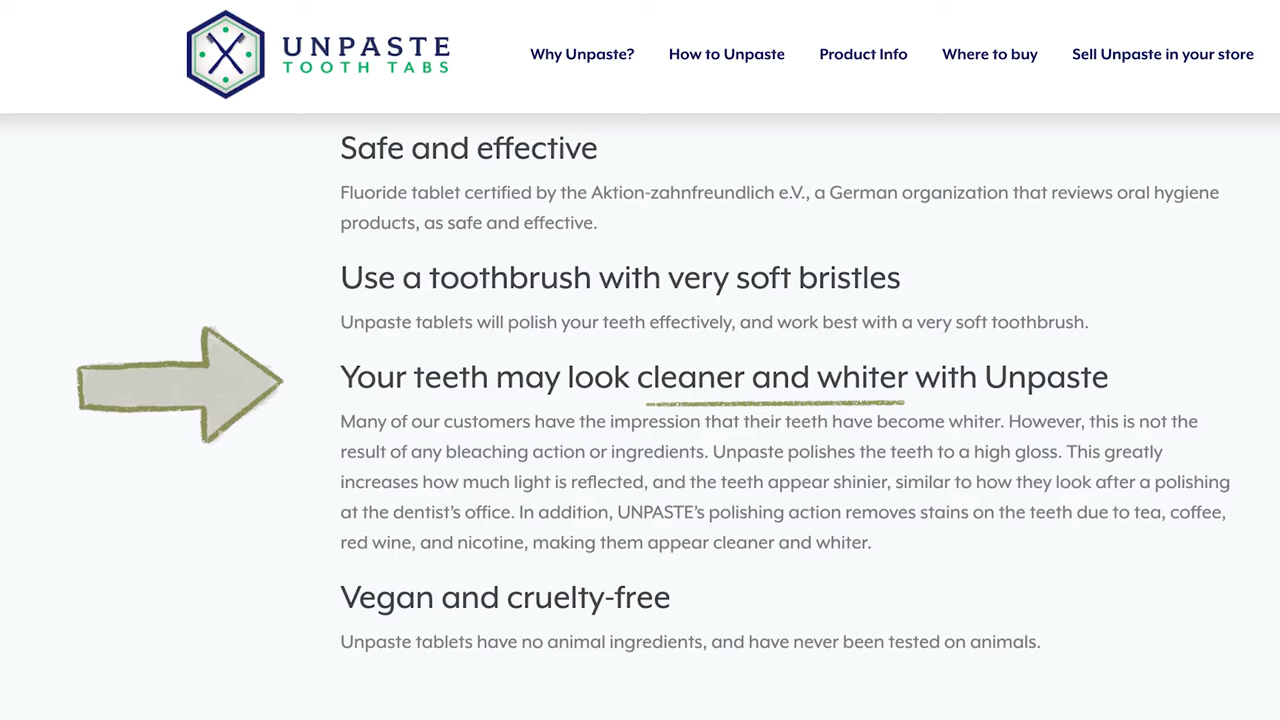 UNPASTE
TOOTH TABS
Why Unpaste? How to Unpaste Product Info Where to buy Sell Unpaste in your store
Safe and effective
Fluoride tablet certified by the Aktion-zahnfreundlich e.V., a German organization that reviews oral hygiene
products, as safe and effective.
Use a toothbrush with very soft bristles
Unpaste tablets will polish your teeth effectively, and work best with a very soft toothbrush.
Your teeth may look cleaner and whiter with Unpaste
Many of our customers have the impression that their teeth have become whiter. However, this is not the
result of any bleaching action or ingredients. Unpaste polishes the teeth to a high gloss. This greatly
increases how much light is reflected, and the teeth appear shinier, similar to how they look after a polishing
at the dentist's office. In addition, UNPASTE's polishing action removes stains on the teeth due to tea, coffee,
red wine, and nicotine, making them appear cleaner and whiter.
Vegan and cruelty-free
Unpaste tablets have no animal ingredients, and have never been tested on animals.